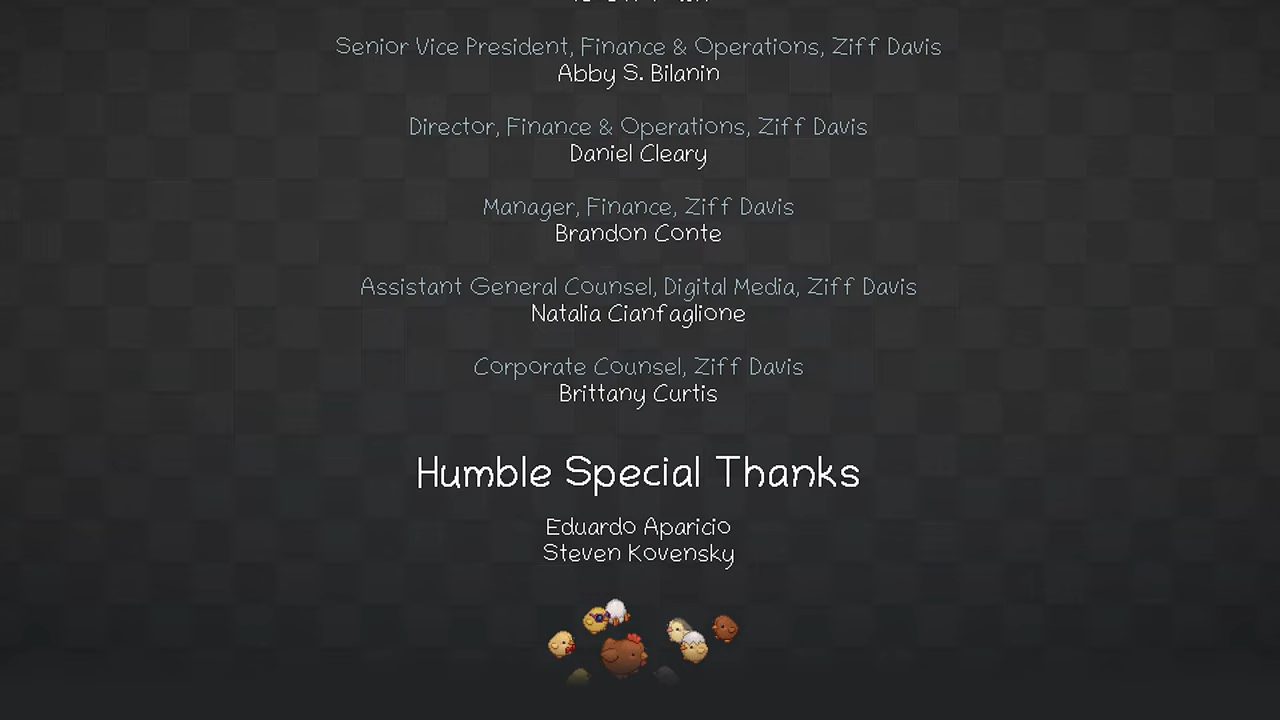 Senior Vice President, Finance & Operations, Ziff Davis
Abby S. Bilanin
Director, Finance & Operations, Ziff Davis
Daniel Cleary
Manager, Finance, Ziff Davis
Brandon Conte
Assistant General Counsel, Digital Media, Ziff Davis
Natalia Cianfaglione
Corporate Counsel, Ziff Davis
Brittany Curtis
Humble Special Thanks
Eduardo Aparicio
Steven Kovensky